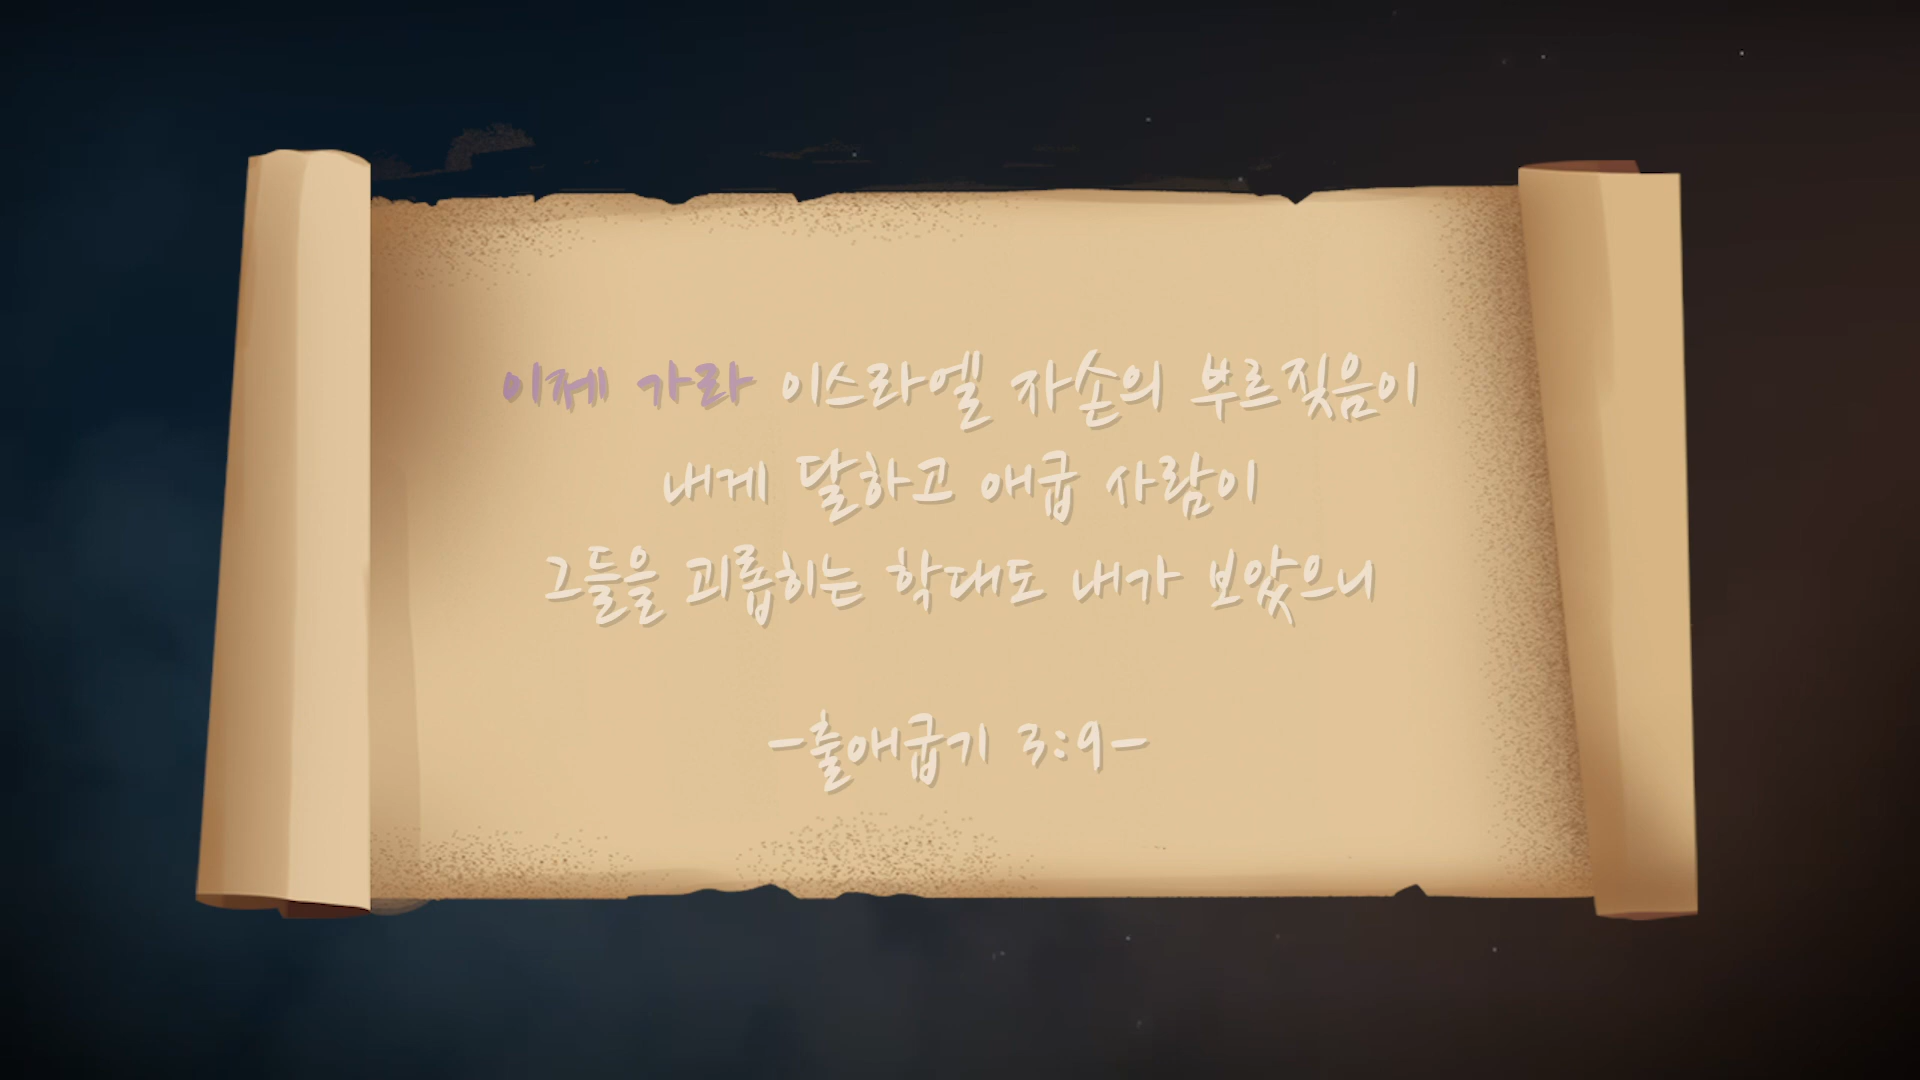 이제 가라 이스라엘 자손의 부르짖음이
내게 달하고 애굽 사람이
그들을 괴롭히는 학대도 내가 보았으니
-출애굽기 3:9-